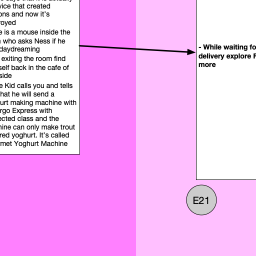 vice that created
ons and now it's
royed
e is a mouse inside the
who asks Ness if he
daydreaming
exiting the room find
self back in the cafe of
side
e Kid calls you and tells
hat he will send a
urt making machine with
rgo Express with
ected class and the
hine can only make trout
red yoghurt. It's called
met Yoghurt Machine
- While waiting fo
delivery explore F
more
E21